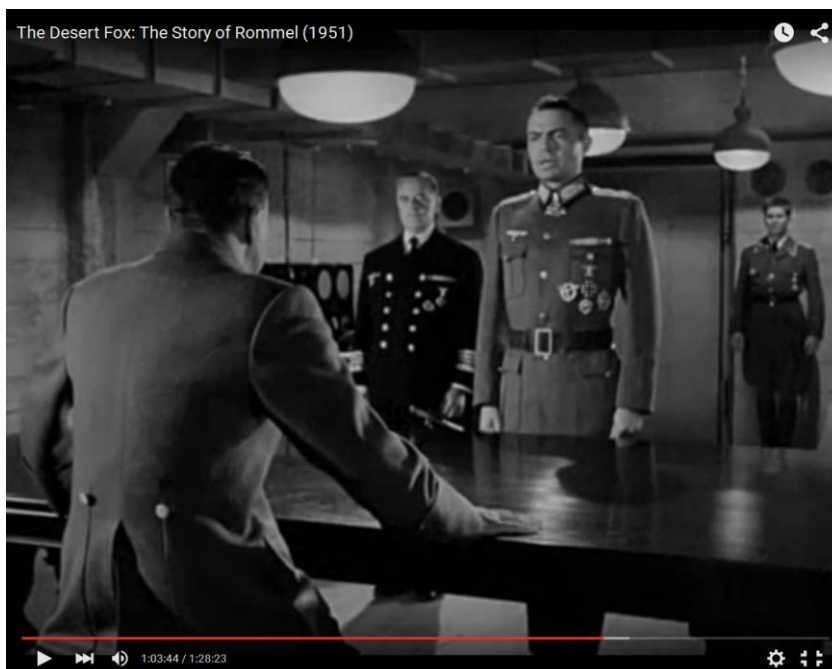 The Desert Fox: The Story of Rommel (1951)
1:03:44 / 1:28:23